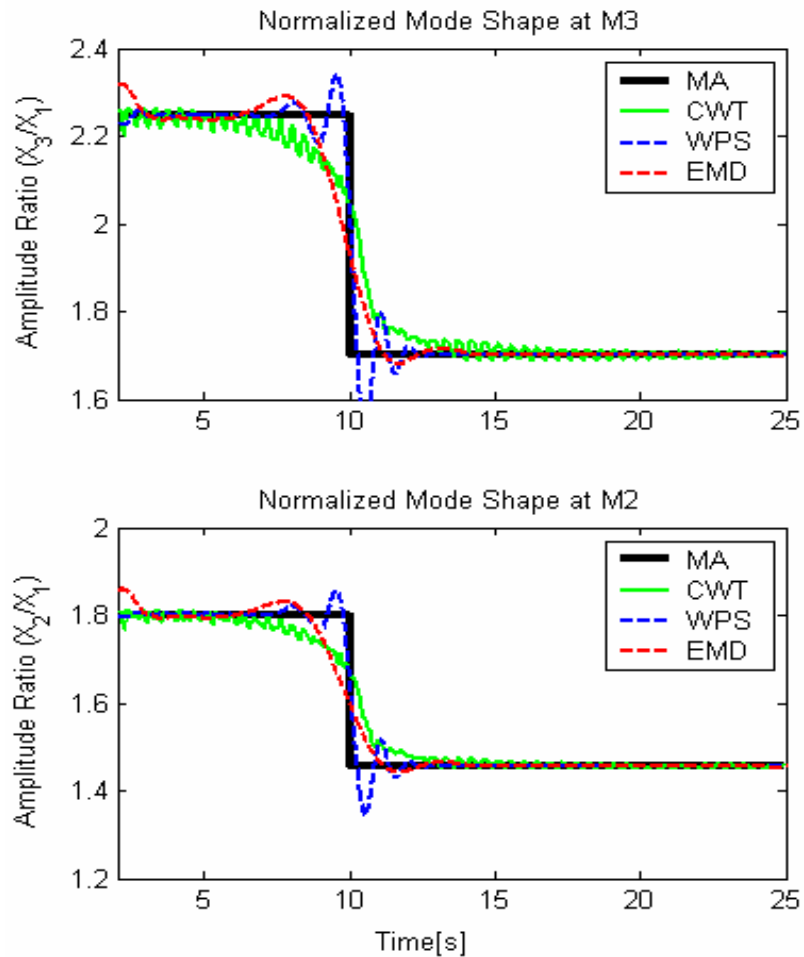 Normalized Mode Shape at M3
Amplitude Ratio (X3/X1)
2.4
2.2
2
1.8
1.6
MA
CWT
WPS
EMD
5
10
15
20
25
Normalized Mode Shape at M2
Amplitude Ratio (X2/X1)
2
1.8
1.6
1.4
1.2
MA
CWT
WPS
EMD
5
10
15
20
25
Time[s]